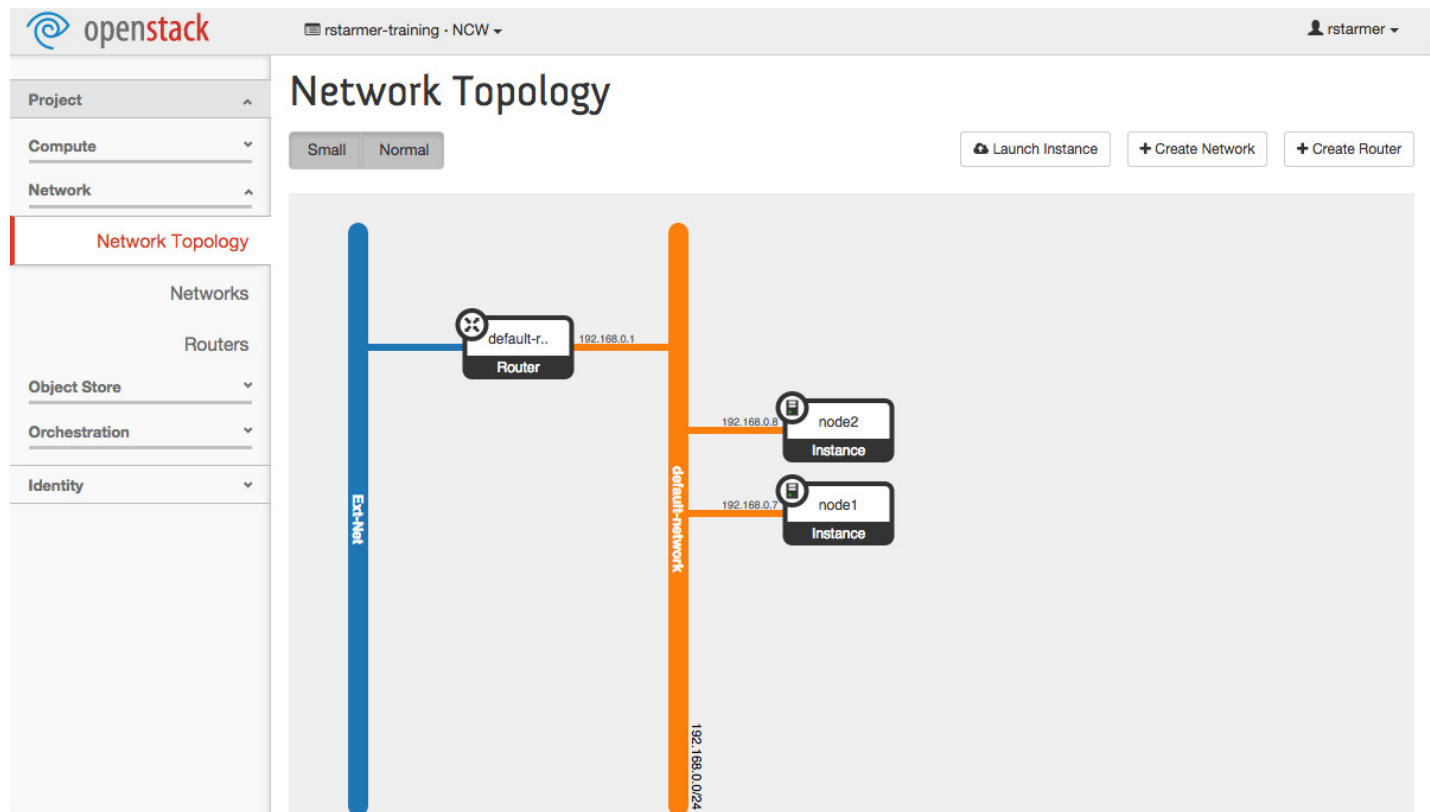 openstack
rstarmer-training · NCW
rstarmer
Project
Compute
Network
Network Topology
Networks
Routers
Object Store
Orchestration
Identity
Network Topology
Small Normal
Launch Instance
+ Create Network
+ Create Router
Ext-Net
default-r..
Router
192.168.0.1
default-network
192.168.0.0/24
192.168.0.8
node2
Instance
192.168.0.7
node1
Instance